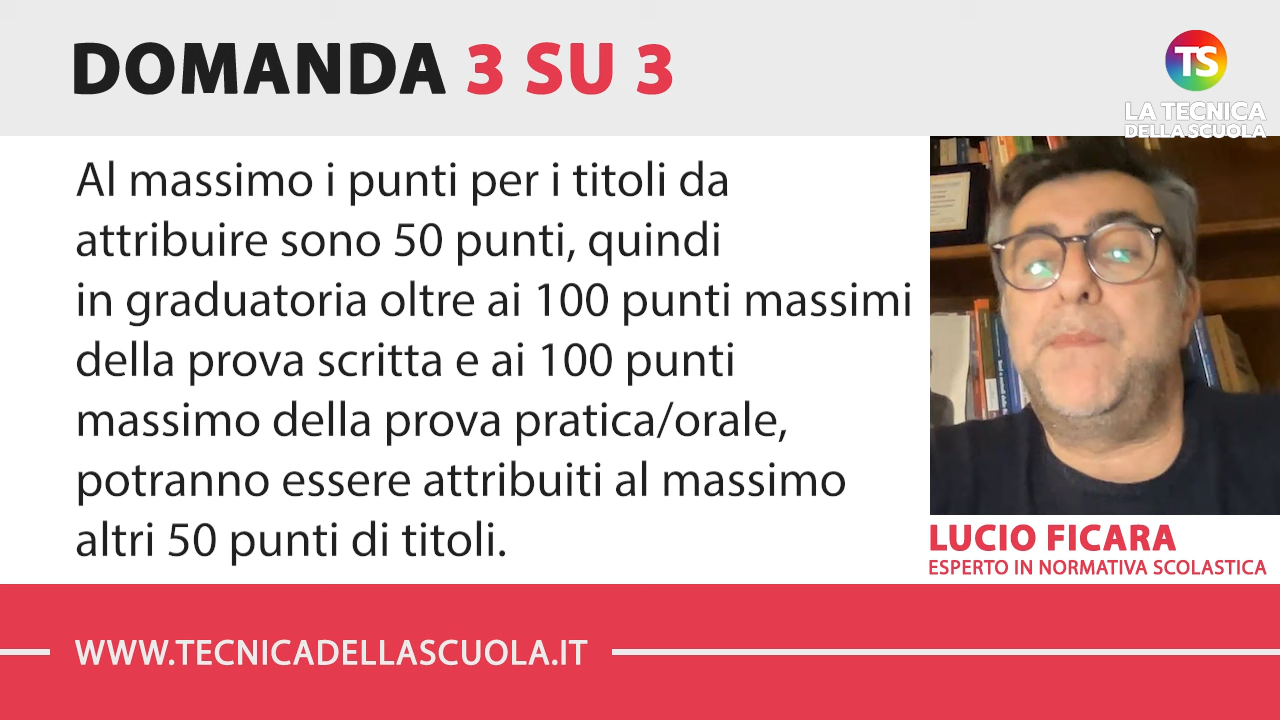 DOMANDA 3 SU 3
TS
LA TECNICA
DELLA SCUOLA
Al massimo i punti per i titoli da
attribuire sono 50 punti, quindi
in graduatoria oltre ai 100 punti massimi
della prova scritta e ai 100 punti
massimo della prova pratica/orale,
potranno essere attribuiti al massimo
altri 50 punti di titoli.
LUCIO FICARA
ESPERTO IN NORMATIVA SCOLASTICA
WWW.TECNICADELLASCUOLA.IT